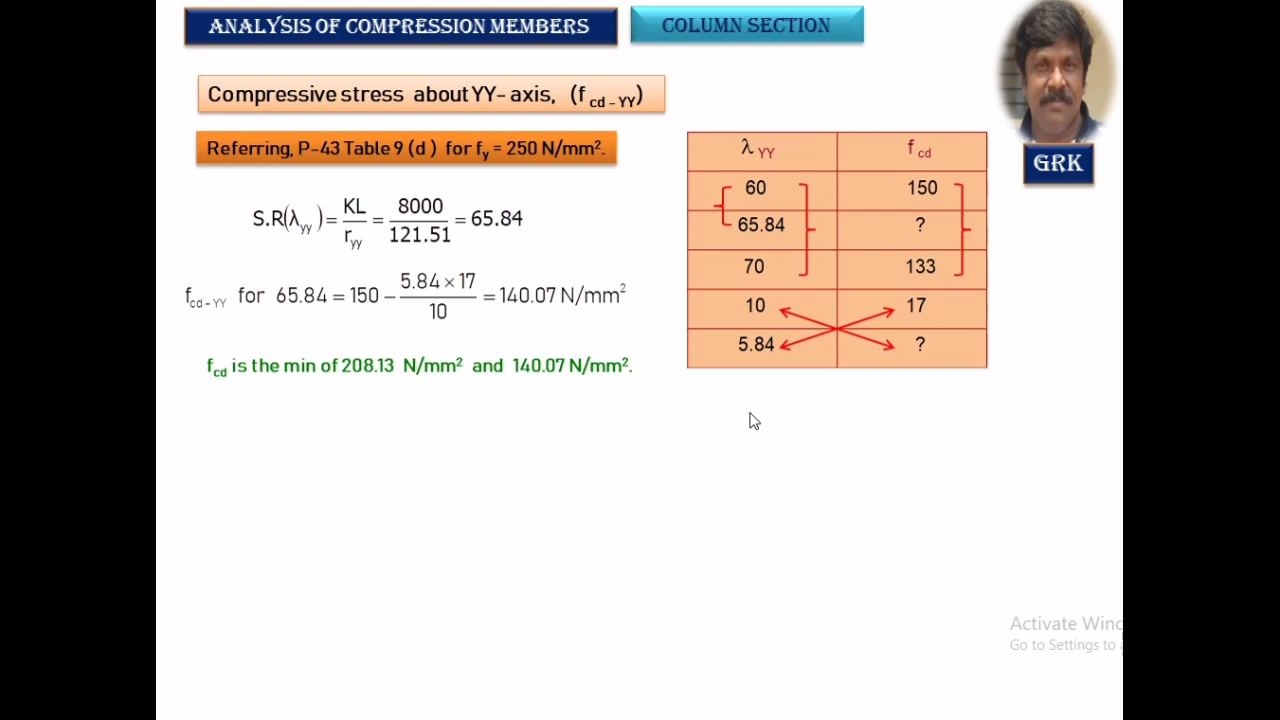 ANALYSIS OF COMPRESSION MEMBERS
COLUMN SECTION
Compressive stress about YY- axis, (f cd - YY)
Referring, P-43 Table 9 (d ) for fy = 250 N/mm².
S.R(λyy) = KL/ryy = 8000/121.51 = 65.84
fcd-YY for 65.84 = 150 − 5.84 × 17/10 = 140.07 N/mm²
fcd is the min of 208.13 N/mm² and 140.07 N/mm².
λ YY f cd
60 150
65.84 ?
70 133
10 17
5.84 ?
GRK
Activate Wind
Go to Settings to